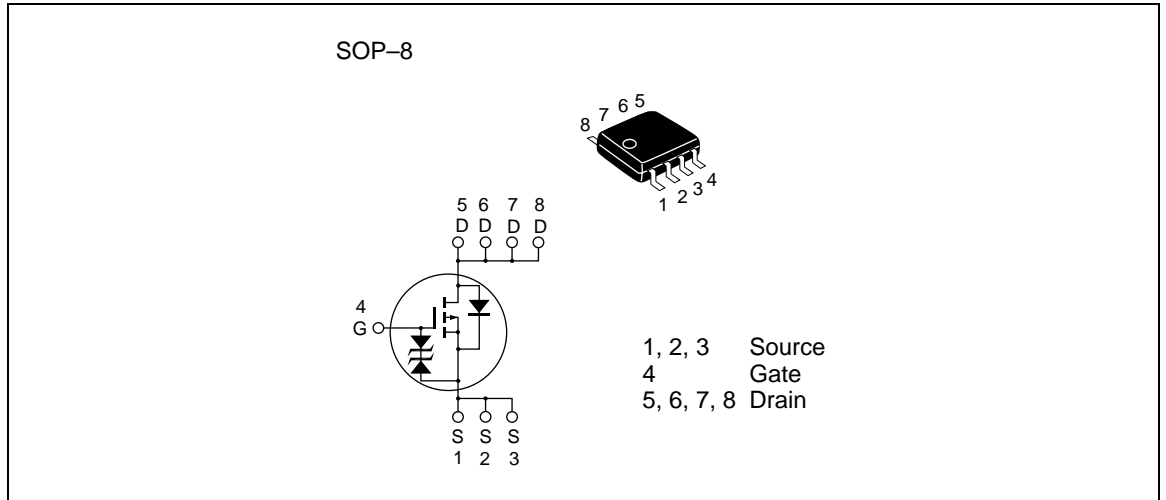 SOP–8
8 7 6 5
1 2 3 4
5 6 7 8
D D D D
4
G
S S S
1 2 3
1, 2, 3 Source
4 Gate
5, 6, 7, 8 Drain